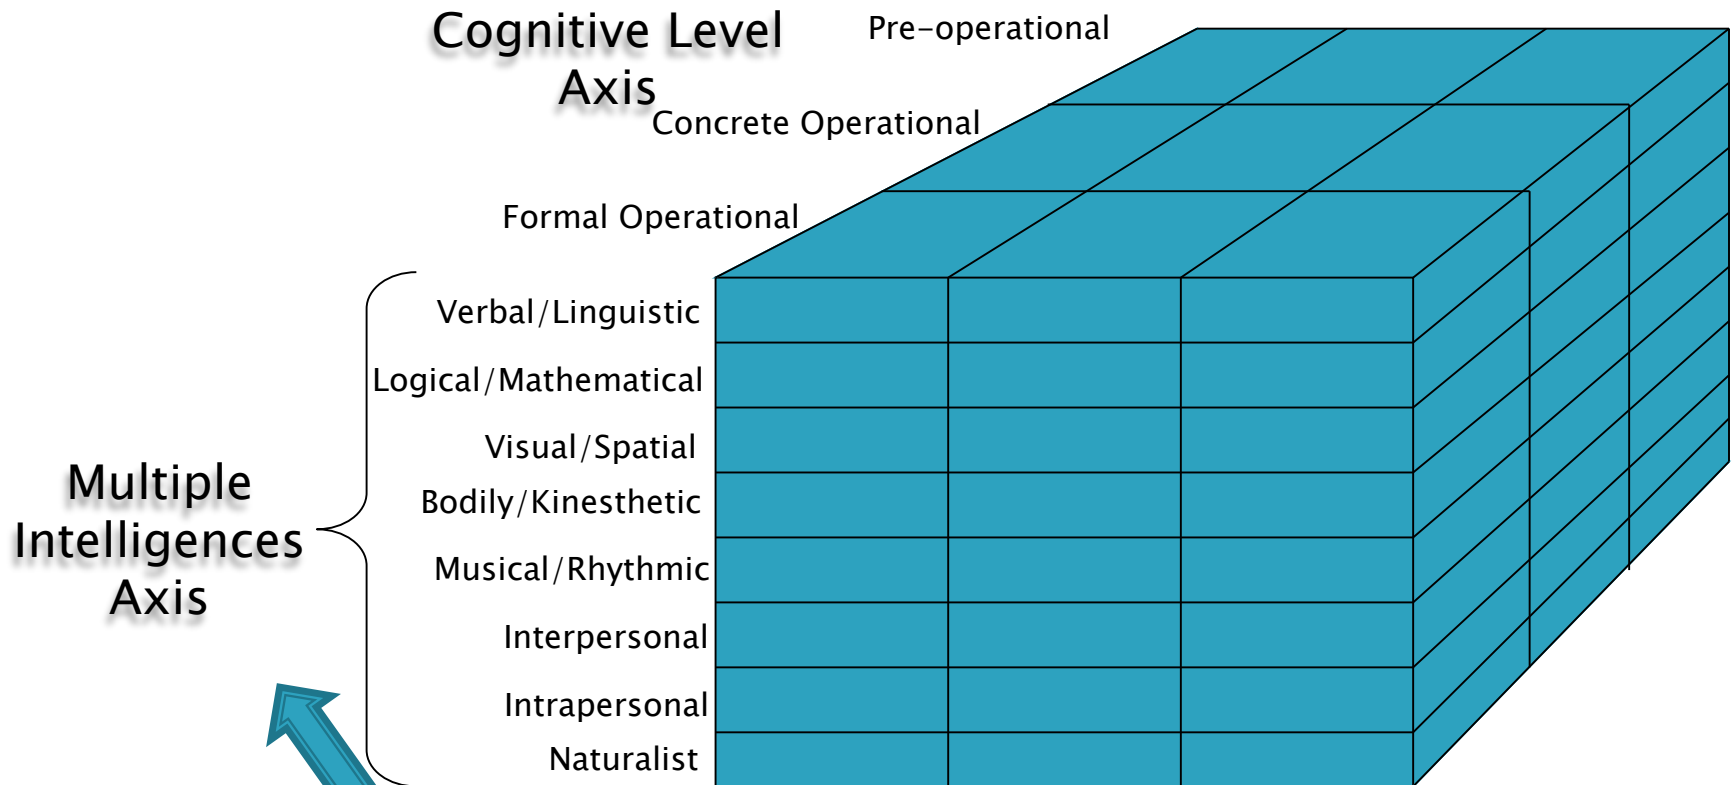 Cognitive Level
Axis
Pre-operational
Concrete Operational
Formal Operational
Verbal/Linguistic
Logical/Mathematical
Visual/Spatial
Bodily/Kinesthetic
Musical/Rhythmic
Interpersonal
Intrapersonal
Naturalist
Multiple
Intelligences
Axis